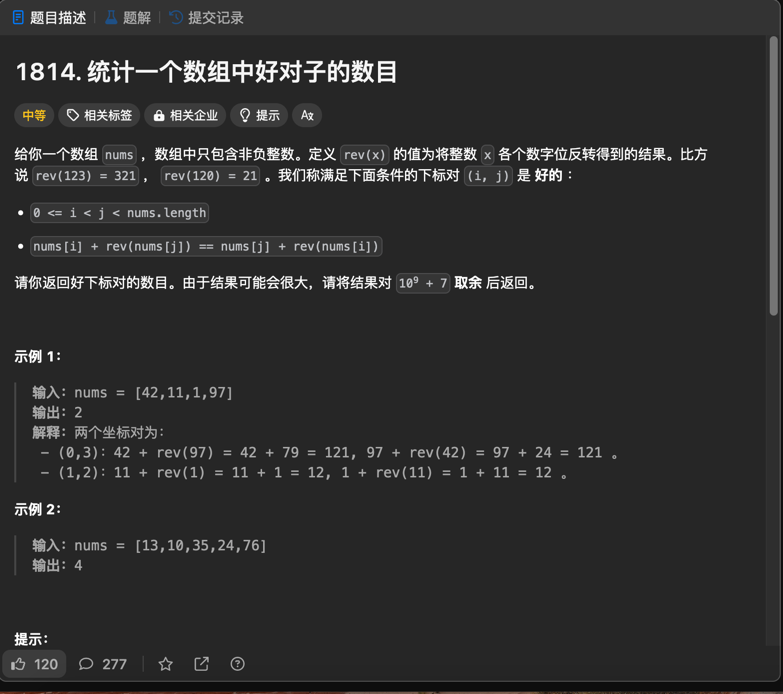 题目描述 题解 提交记录
1814. 统计一个数组中好对子的数目
中等 相关标签 相关企业 提示 Az
给你一个数组 nums ，数组中只包含非负整数。定义 rev(x) 的值为将整数 x 各个数字位反转得到的结果。比方
说 rev(123) = 321 ， rev(120) = 21 。我们称满足下面条件的下标对 (i, j) 是 好的 ：
• 0 <= i < j < nums.length
• nums[i] + rev(nums[j]) == nums[j] + rev(nums[i])
请你返回好下标对的数目。由于结果可能会很大，请将结果对 10⁹ + 7 取余 后返回。
示例 1：
输入：nums = [42,11,1,97]
输出：2
解释：两个坐标对为：
- (0,3)：42 + rev(97) = 42 + 79 = 121, 97 + rev(42) = 97 + 24 = 121 。
- (1,2)：11 + rev(1) = 11 + 1 = 12, 1 + rev(11) = 1 + 11 = 12 。
示例 2：
输入：nums = [13,10,35,24,76]
输出：4
提示：
120 277